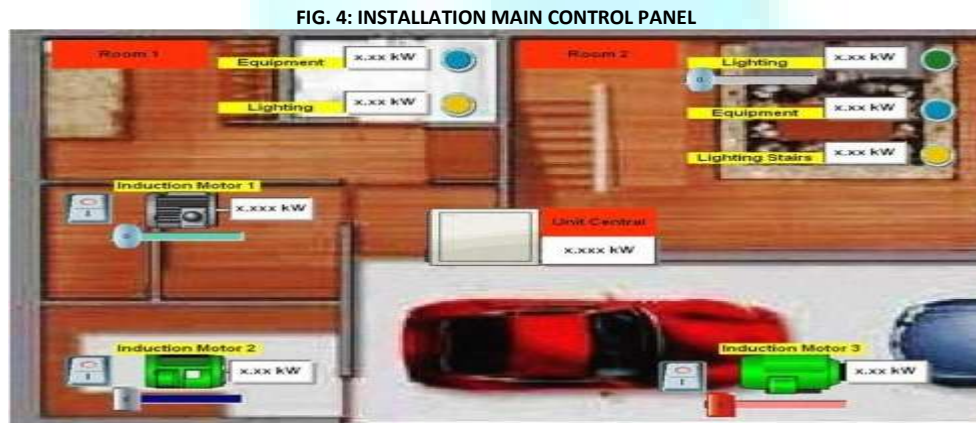 FIG. 4: INSTALLATION MAIN CONTROL PANEL
Room 1
Equipment
x.xx kW
Lighting
x.xx kW
Room 2
Lighting
x.xx kW
Equipment
x.xx kW
Lighting Stairs
x.xx kW
Induction Motor 1
x.xxx kW
Unit Central
x.xxx kW
Induction Motor 2
x.xx kW
Induction Motor 3
x.xx kW